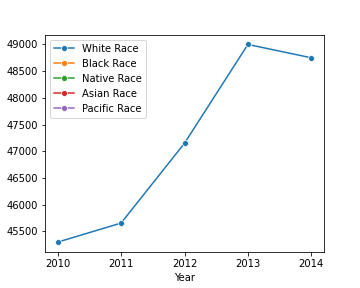 49000
48500
48000
47500
47000
46500
46000
45500
White Race
Black Race
Native Race
Asian Race
Pacific Race
2010 2011 2012 2013 2014
Year